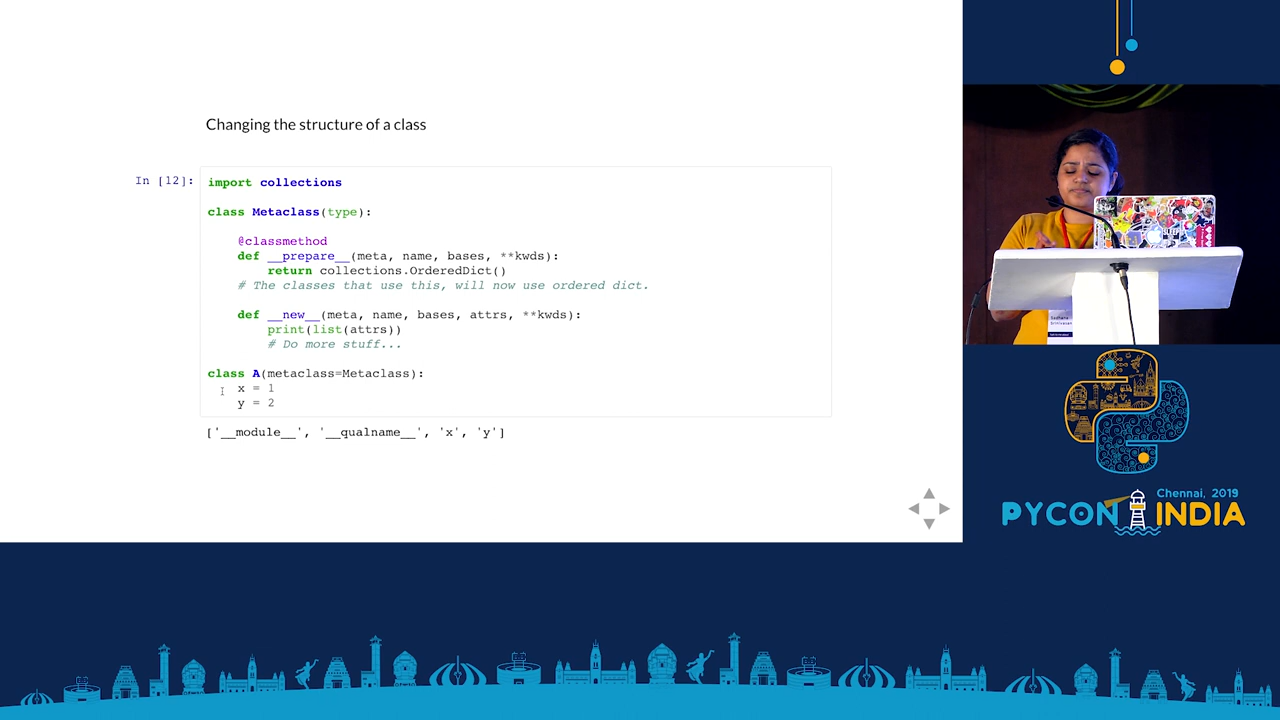 Changing the structure of a class
In [12]:
import collections
class Metaclass(type):
@classmethod
def __prepare__(meta, name, bases, **kwds):
return collections.OrderedDict()
# The classes that use this, will now use ordered dict.
def __new__(meta, name, bases, attrs, **kwds):
print(list(attrs))
# Do more stuff...
class A(metaclass=Metaclass):
x = 1
y = 2
['__module__', '__qualname__', 'x', 'y']
Chennai, 2019
PYCON INDIA